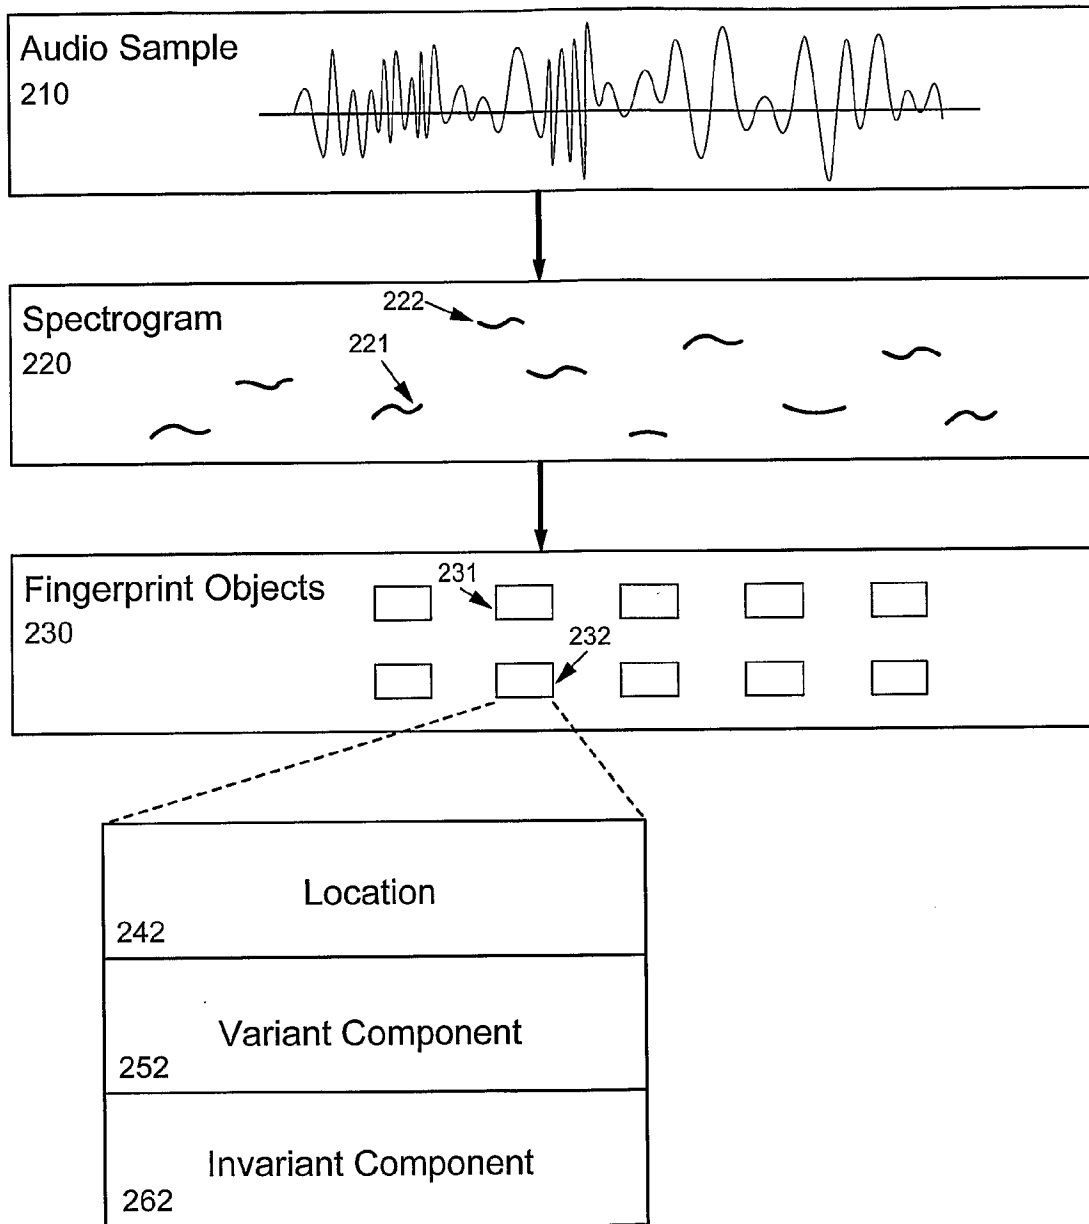 Audio Sample
210
Spectrogram
220
222
221
Fingerprint Objects
230
231
232
Location
242
Variant Component
252
Invariant Component
262